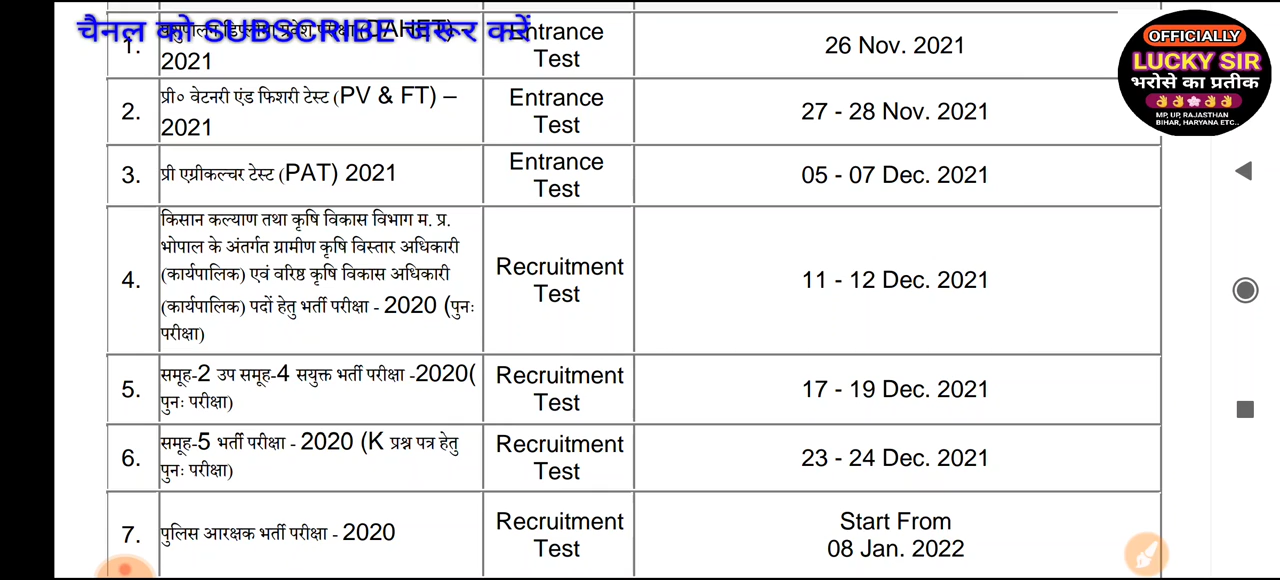 चैनल को SUBSCRIBE जरूर करें
1.
पशुपालन डिप्लोमा प्रवेश परीक्षा (DAHET) -
2021
Entrance
Test
26 Nov. 2021
2.
प्री० वेटनरी एंड फिशरी टेस्ट (PV & FT) –
2021
Entrance
Test
27 - 28 Nov. 2021
3.
प्री एग्रीकल्चर टेस्ट (PAT) 2021
Entrance
Test
05 - 07 Dec. 2021
4.
किसान कल्याण तथा कृषि विकास विभाग म. प्र.
भोपाल के अंतर्गत ग्रामीण कृषि विस्तार अधिकारी
(कार्यपालिक) एवं वरिष्ठ कृषि विकास अधिकारी
(कार्यपालिक) पदों हेतु भर्ती परीक्षा - 2020 (पुनः
परीक्षा)
Recruitment
Test
11 - 12 Dec. 2021
5.
समूह-2 उप समूह-4 सयुक्त भर्ती परीक्षा -2020(
पुनः परीक्षा)
Recruitment
Test
17 - 19 Dec. 2021
6.
समूह-5 भर्ती परीक्षा - 2020 (K प्रश्न पत्र हेतु
पुनः परीक्षा)
Recruitment
Test
23 - 24 Dec. 2021
7.
पुलिस आरक्षक भर्ती परीक्षा - 2020
Recruitment
Test
Start From
08 Jan. 2022
OFFICIALLY
LUCKY SIR
भरोसे का प्रतीक
MP, UP, RAJASTHAN
BIHAR, HARYANA ETC..